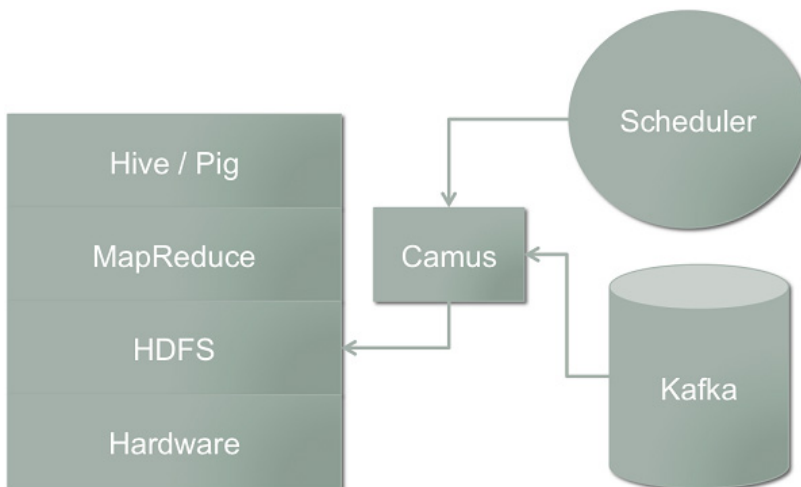 Scheduler
Hive / Pig
MapReduce
Camus
HDFS
Kafka
Hardware